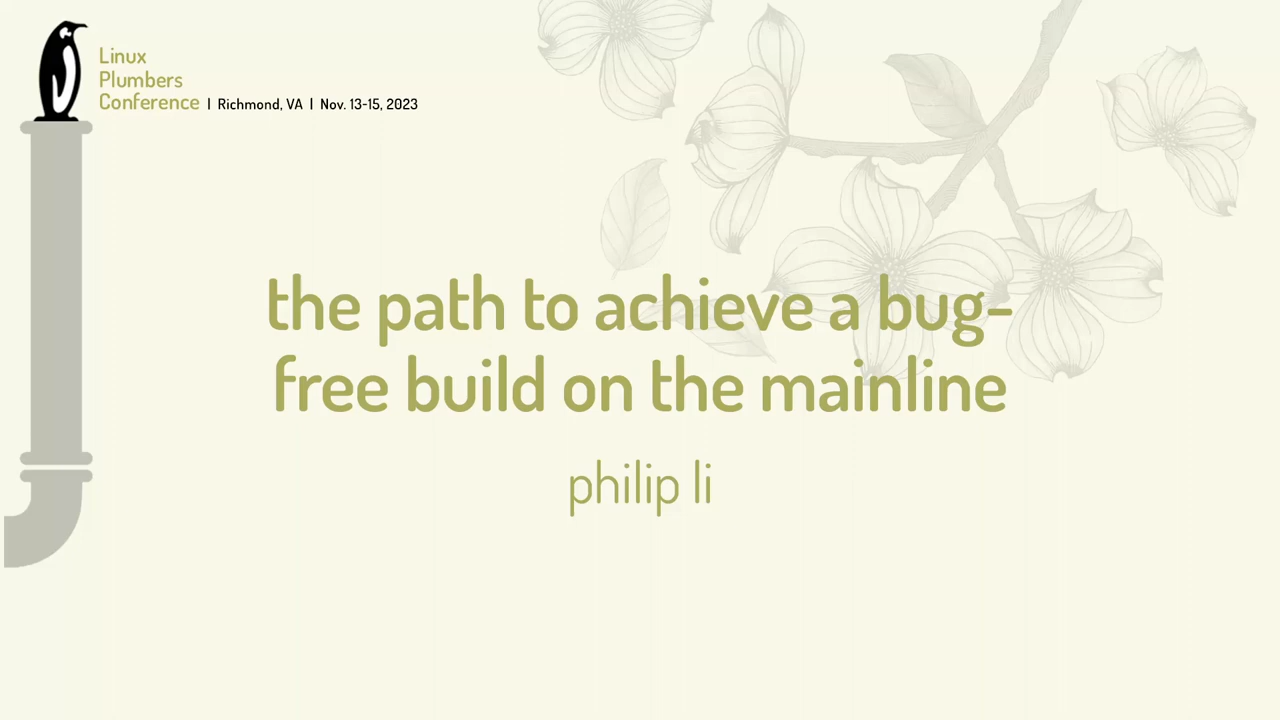 Linux
Plumbers
Conference | Richmond, VA | Nov. 13-15, 2023
the path to achieve a bug-
free build on the mainline
philip li